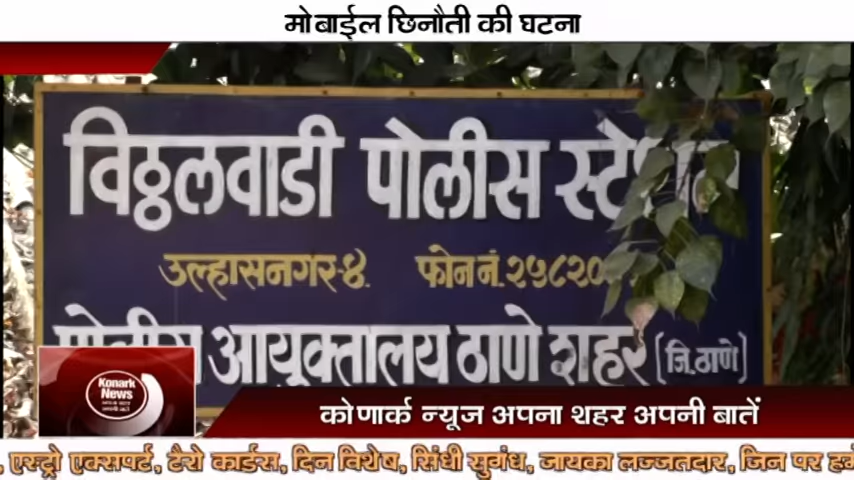 मोबाईल छिनौती की घटना
विठ्ठलवाडी पोलीस
उल्हासनगर-४. फोन नं.
आयुक्तालय ठाणे शहर (जि.ठाणे)
Konark
News
कोणार्क न्यूज अपना शहर अपनी बातें
एस्ट्रो एक्सपर्ट, टैरो कार्डस, दिन विशेष, सिंधी सुगंध, जायका लज्जतदार, जिन पर